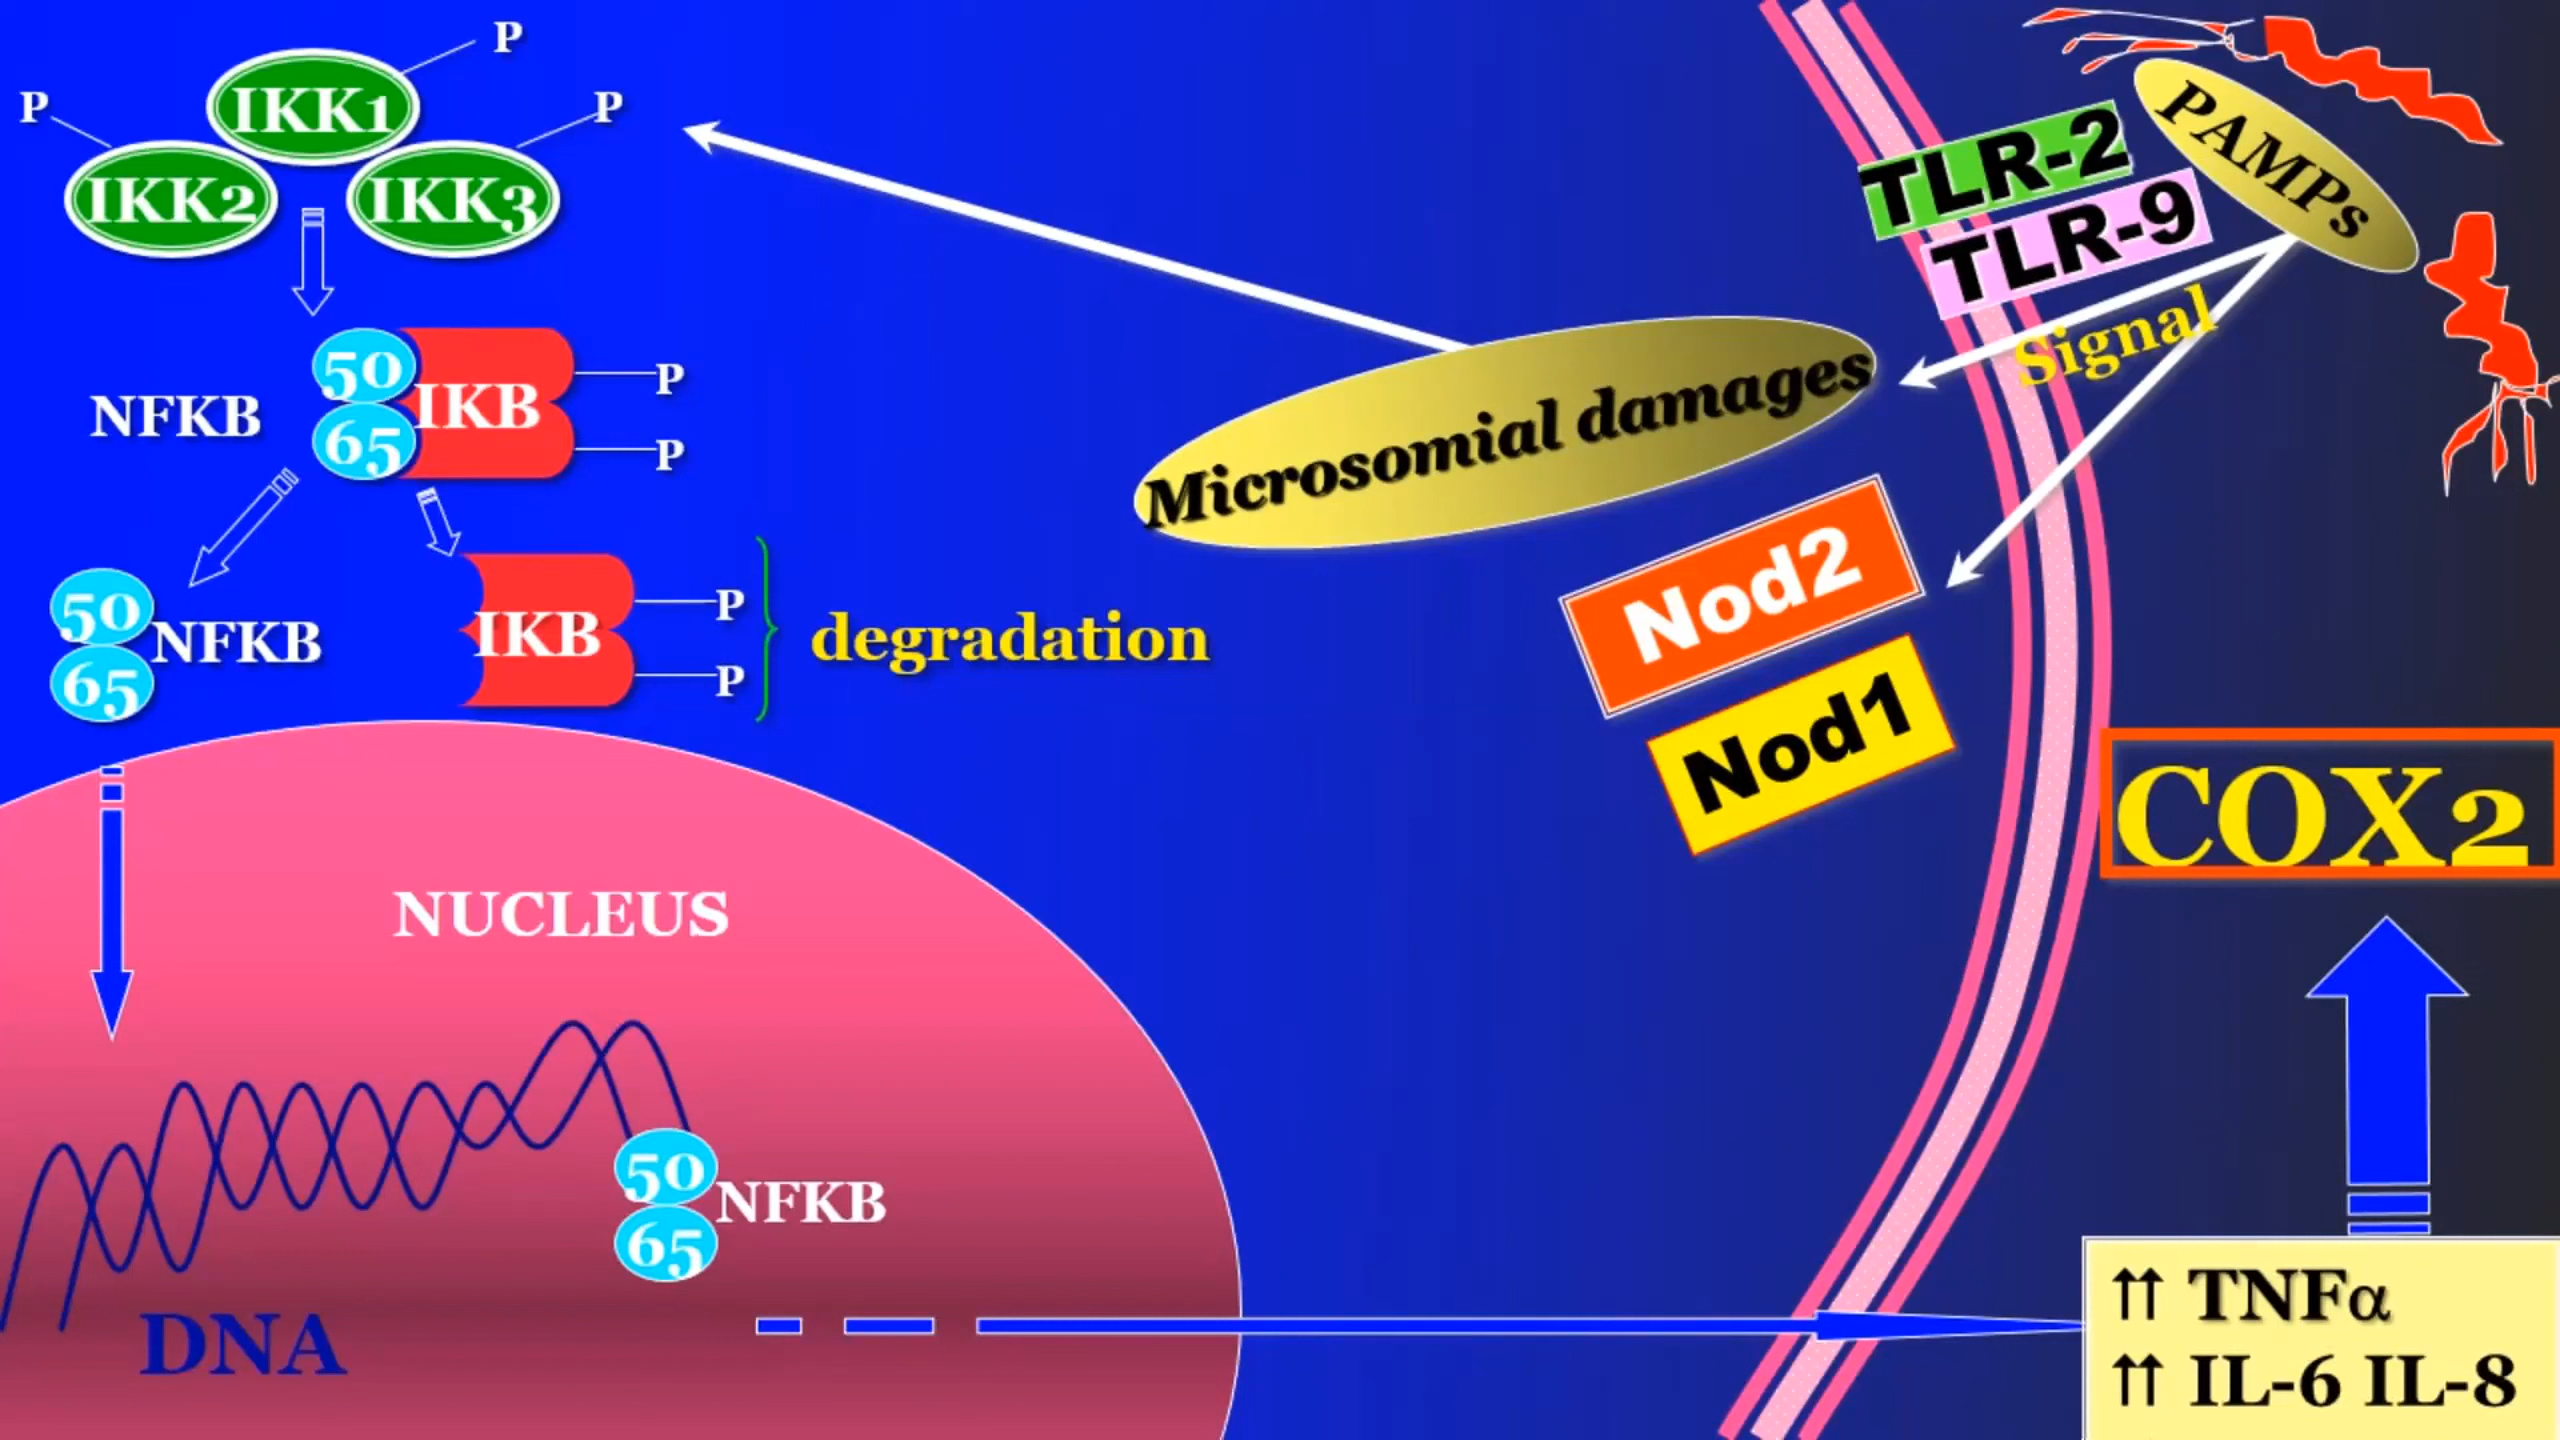 P
IKK1
P
P
IKK2
IKK3
NFKB
50
65
IKB
P
P
50
65
NFKB
IKB
P
P
degradation
NUCLEUS
50
65
NFKB
DNA
PAMPs
TLR-2
TLR-9
Signal
Microsomial damages
Nod2
Nod1
COX2
⇈ TNFα
⇈ IL-6 IL-8